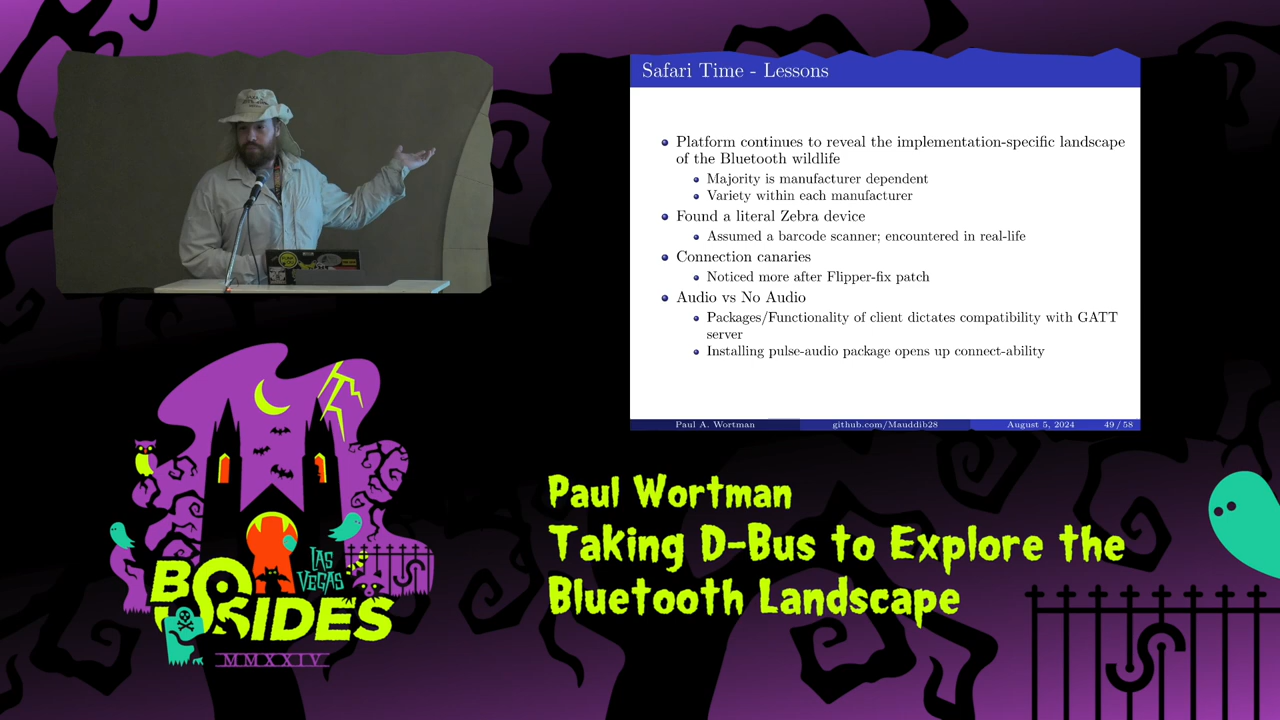 Safari Time - Lessons
Platform continues to reveal the implementation-specific landscape
of the Bluetooth wildlife
Majority is manufacturer dependent
Variety within each manufacturer
Found a literal Zebra device
Assumed a barcode scanner; encountered in real-life
Connection canaries
Noticed more after Flipper-fix patch
Audio vs No Audio
Packages/Functionality of client dictates compatibility with GATT
server
Installing pulse-audio package opens up connect-ability
Paul A. Wortman
github.com/Mauddib28
August 5, 2024
49 / 58
LAS
VEGAS
BSIDES
MMXXIV
Paul Wortman
Taking D-Bus to Explore the
Bluetooth Landscape